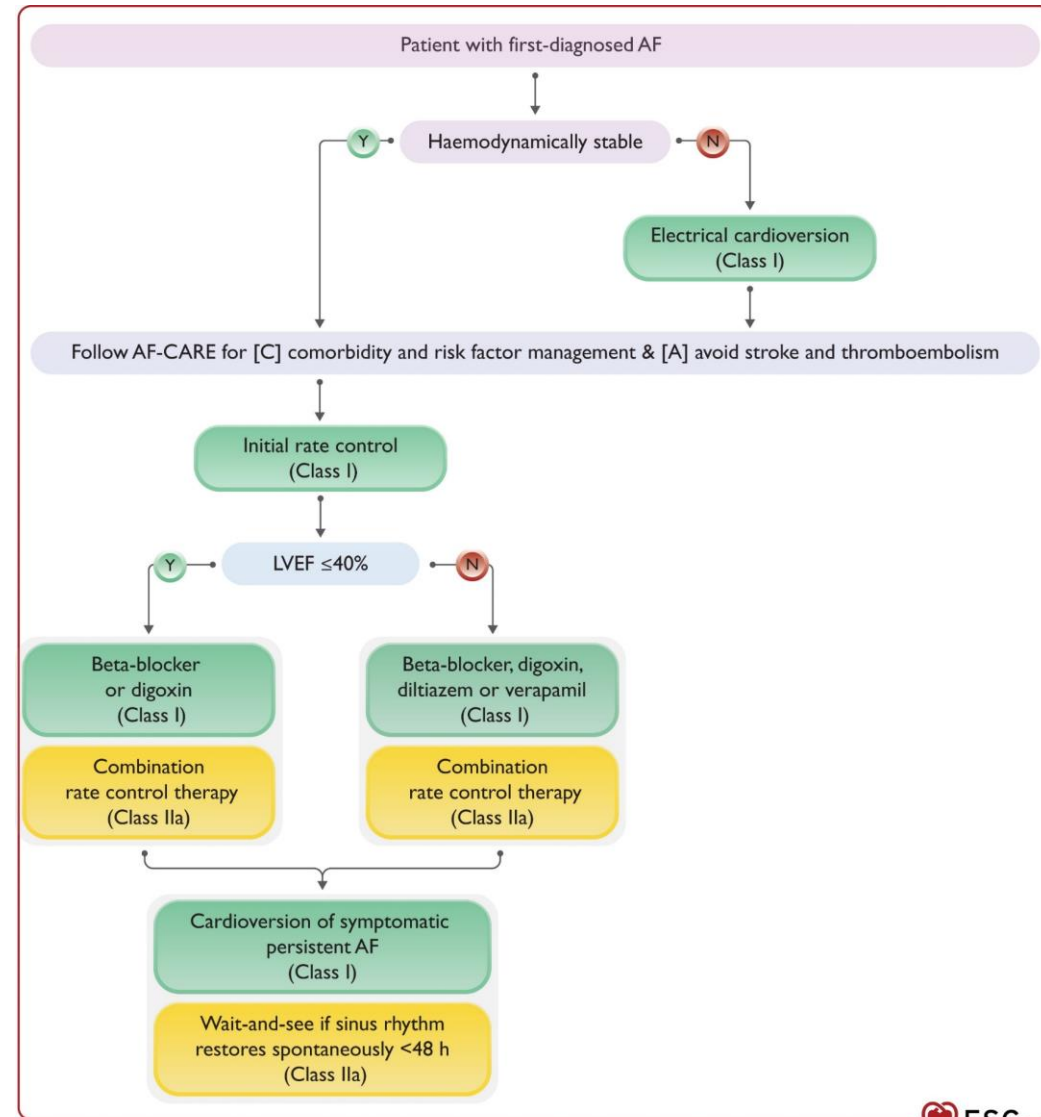 Patient with first-diagnosed AF
Y
Haemodynamically stable
N
Electrical cardioversion
(Class I)
Follow AF-CARE for [C] comorbidity and risk factor management & [A] avoid stroke and thromboembolism
Initial rate control
(Class I)
Y
LVEF ≤40%
N
Beta-blocker
or digoxin
(Class I)
Combination
rate control therapy
(Class IIa)
Beta-blocker, digoxin,
diltiazem or verapamil
(Class I)
Combination
rate control therapy
(Class IIa)
Cardioversion of symptomatic
persistent AF
(Class I)
Wait-and-see if sinus rhythm
restores spontaneously <48 h
(Class IIa)
ESC